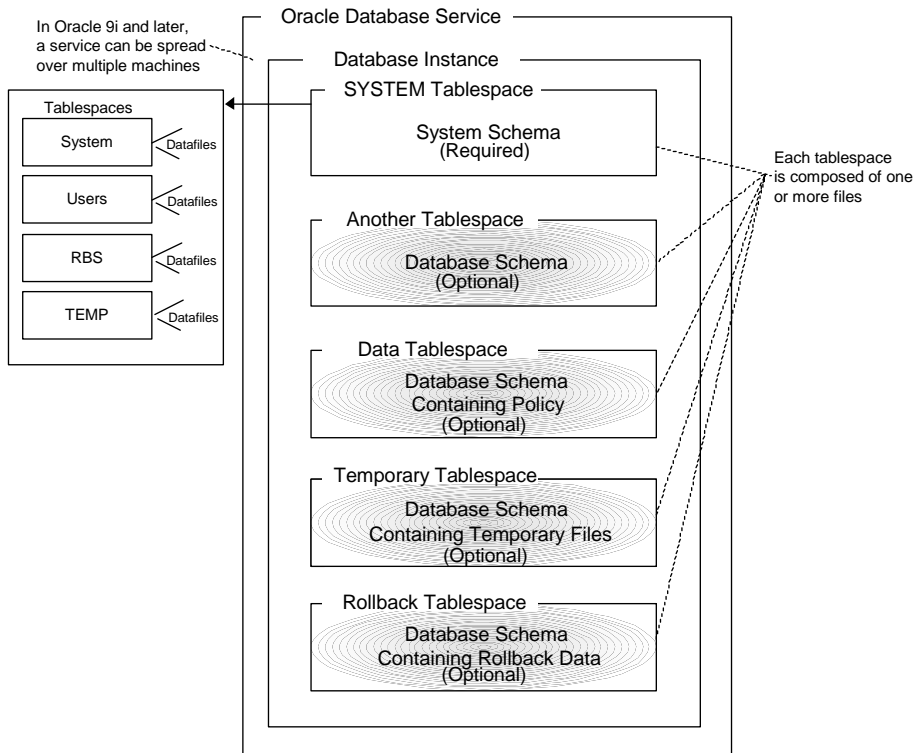 Oracle Database Service
In Oracle 9i and later,
a service can be spread
over multiple machines
Database Instance
SYSTEM Tablespace
System Schema
(Required)
Tablespaces
System
Datafiles
Users
Datafiles
RBS
Datafiles
TEMP
Datafiles
Each tablespace
is composed of one
or more files
Another Tablespace
Database Schema
(Optional)
Data Tablespace
Database Schema
Containing Policy
(Optional)
Temporary Tablespace
Database Schema
Containing Temporary Files
(Optional)
Rollback Tablespace
Database Schema
Containing Rollback Data
(Optional)